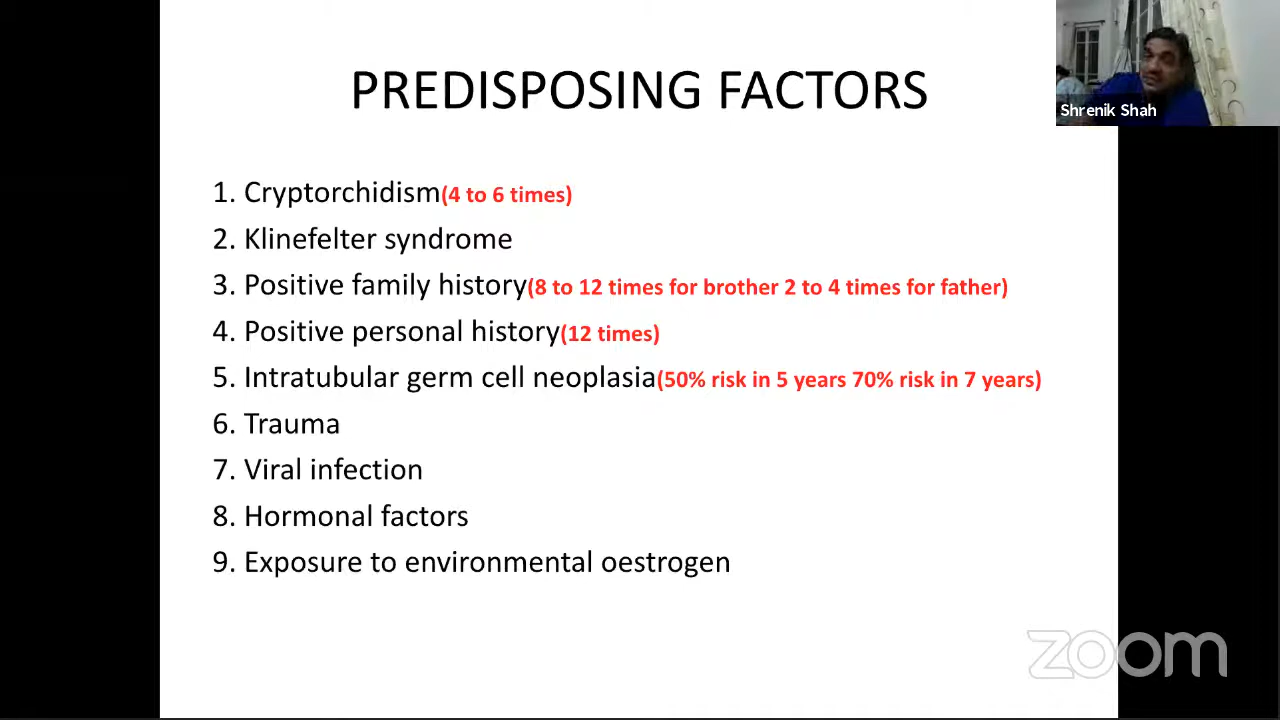 PREDISPOSING FACTORS
Shrenik Shah
1. Cryptorchidism(4 to 6 times)
2. Klinefelter syndrome
3. Positive family history(8 to 12 times for brother 2 to 4 times for father)
4. Positive personal history(12 times)
5. Intratubular germ cell neoplasia(50% risk in 5 years 70% risk in 7 years)
6. Trauma
7. Viral infection
8. Hormonal factors
9. Exposure to environmental oestrogen
zoom